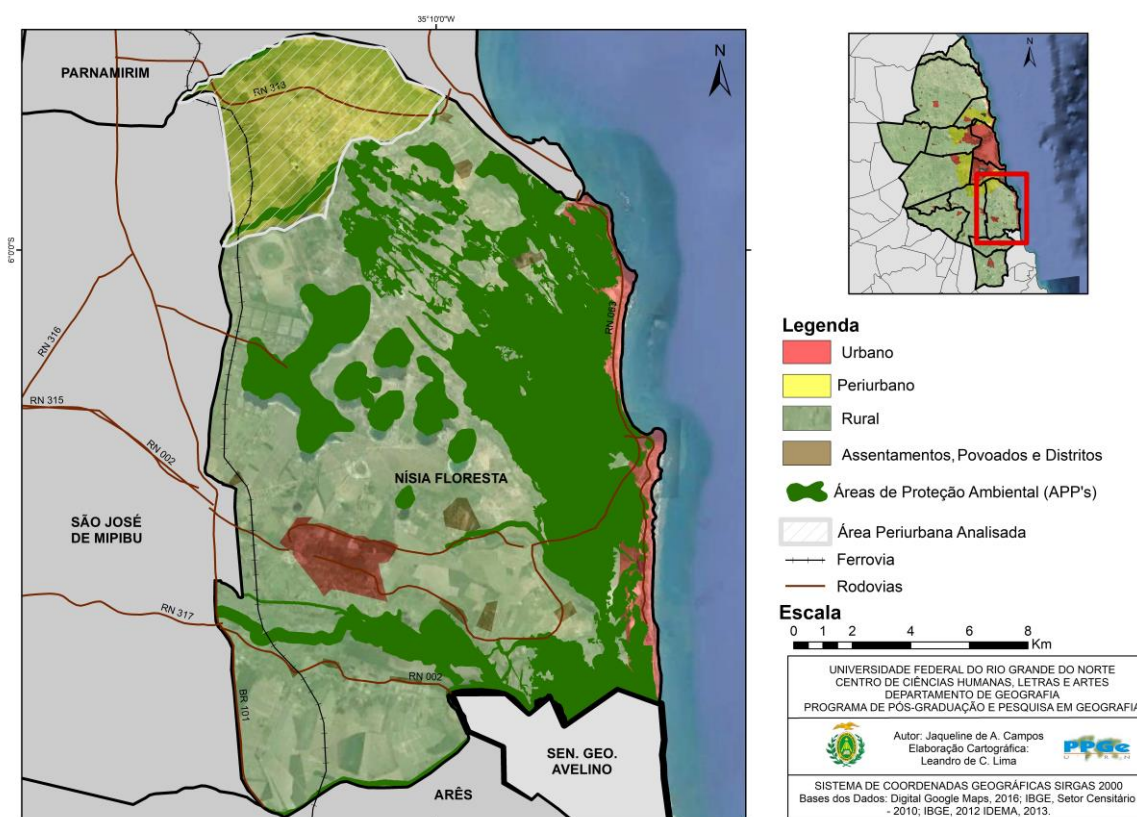 35°10'0"W
6°0'0"S
N
PARNAMIRIM
RN 313
RN 063
RN 316
RN 315
RN 002
NÍSIA FLORESTA
SÃO JOSÉ
DE MIPIBU
RN 317
RN 002
BR 101
SEN. GEO.
AVELINO
ARÊS
N
Legenda
Urbano
Periurbano
Rural
Assentamentos, Povoados e Distritos
Áreas de Proteção Ambiental (APP's)
Área Periurbana Analisada
Ferrovia
Rodovias
Escala
0 1 2 4 6 8
Km
UNIVERSIDADE FEDERAL DO RIO GRANDE DO NORTE
CENTRO DE CIÊNCIAS HUMANAS, LETRAS E ARTES
DEPARTAMENTO DE GEOGRAFIA
PROGRAMA DE PÓS-GRADUAÇÃO E PESQUISA EM GEOGRAFIA
Autor: Jaqueline de A. Campos
Elaboração Cartográfica:
Leandro de C. Lima
PPGe
UFRN
SISTEMA DE COORDENADAS GEOGRÁFICAS SIRGAS 2000
Bases dos Dados: Digital Google Maps, 2016; IBGE, Setor Censitário
- 2010; IBGE, 2012 IDEMA, 2013.